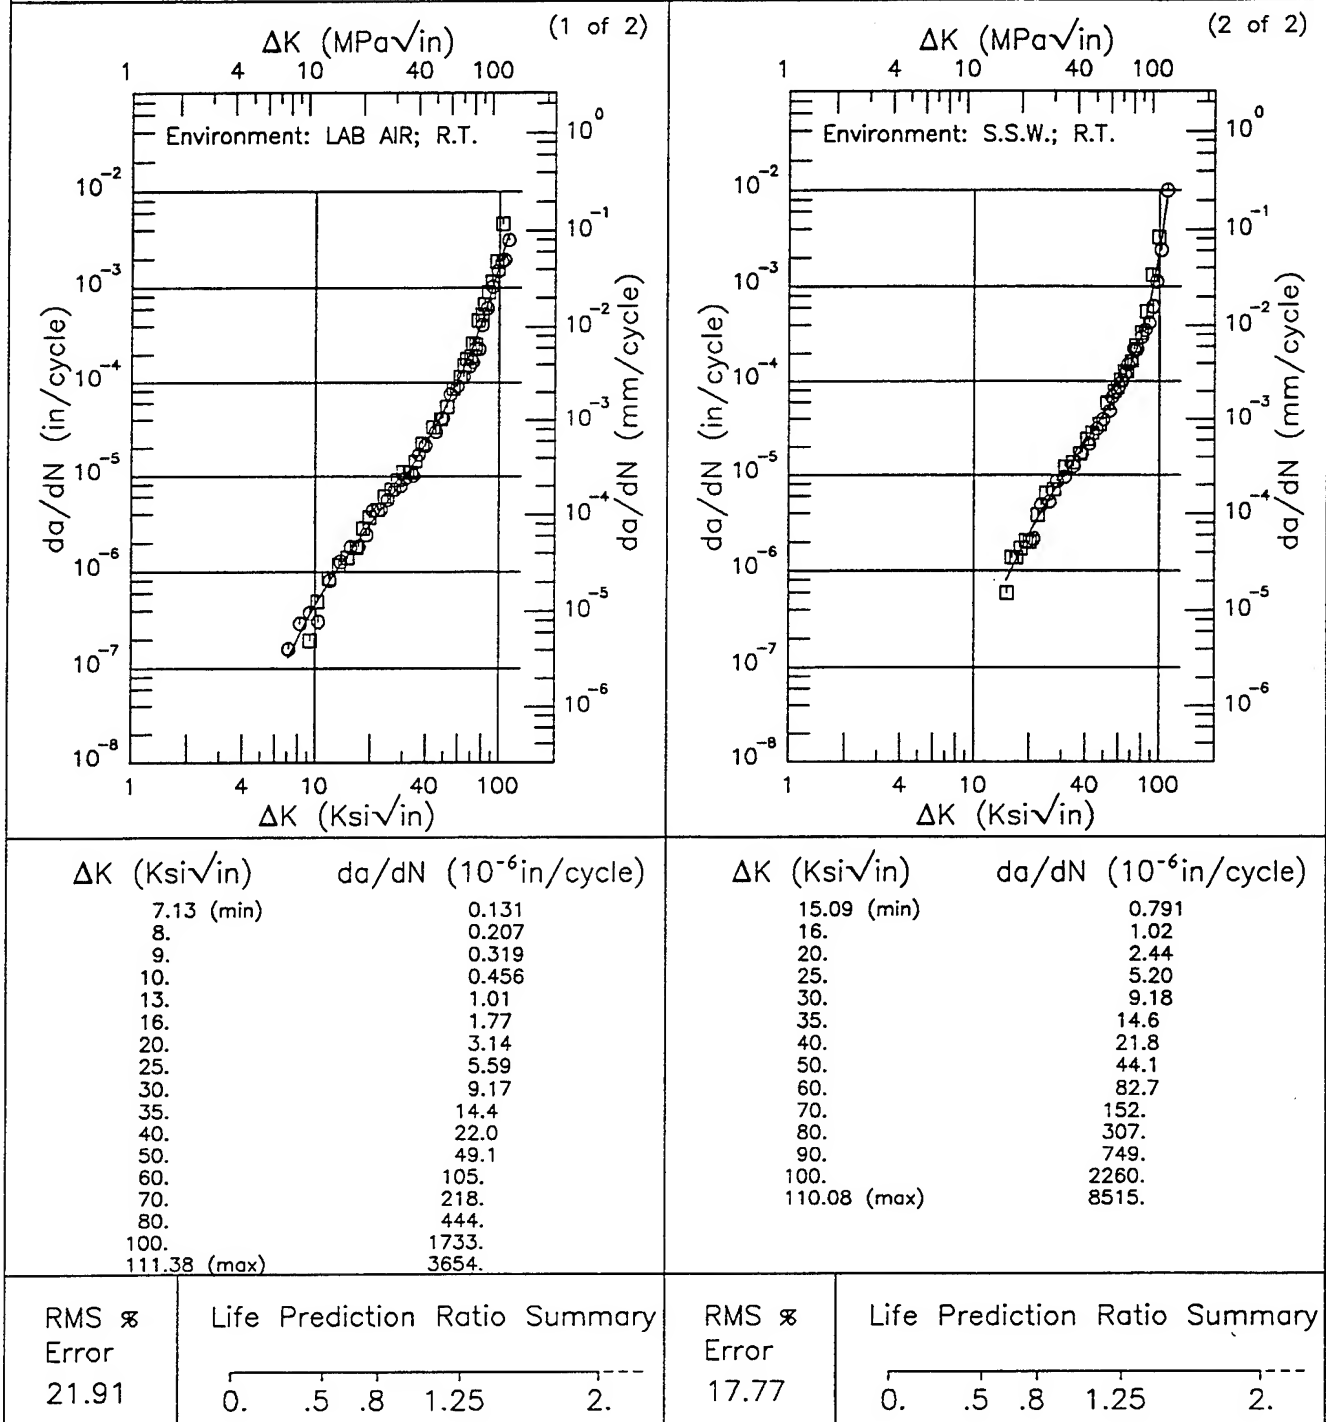 (1 of 2)
ΔK (MPa√in)
1 4 10 40 100
Environment: LAB AIR; R.T.
10⁰
10⁻²
10⁻¹
10⁻³
10⁻²
10⁻⁴
10⁻³
10⁻⁵
10⁻⁴
10⁻⁶
10⁻⁵
10⁻⁷
10⁻⁶
10⁻⁸
da/dN (in/cycle)
da/dN (mm/cycle)
1 4 10 40 100
ΔK (Ksi√in)
(2 of 2)
ΔK (MPa√in)
1 4 10 40 100
Environment: S.S.W.; R.T.
10⁰
10⁻²
10⁻¹
10⁻³
10⁻²
10⁻⁴
10⁻³
10⁻⁵
10⁻⁴
10⁻⁶
10⁻⁵
10⁻⁷
10⁻⁶
10⁻⁸
da/dN (in/cycle)
da/dN (mm/cycle)
1 4 10 40 100
ΔK (Ksi√in)
ΔK (Ksi√in) da/dN (10⁻⁶in/cycle)
7.13 (min) 0.131
8. 0.207
9. 0.319
10. 0.456
13. 1.01
16. 1.77
20. 3.14
25. 5.59
30. 9.17
35. 14.4
40. 22.0
50. 49.1
60. 105.
70. 218.
80. 444.
100. 1733.
111.38 (max) 3654.
ΔK (Ksi√in) da/dN (10⁻⁶in/cycle)
15.09 (min) 0.791
16. 1.02
20. 2.44
25. 5.20
30. 9.18
35. 14.6
40. 21.8
50. 44.1
60. 82.7
70. 152.
80. 307.
90. 749.
100. 2260.
110.08 (max) 8515.
RMS %
Error
21.91
Life Prediction Ratio Summary
0. .5 .8 1.25 2.
RMS %
Error
17.77
Life Prediction Ratio Summary
0. .5 .8 1.25 2.